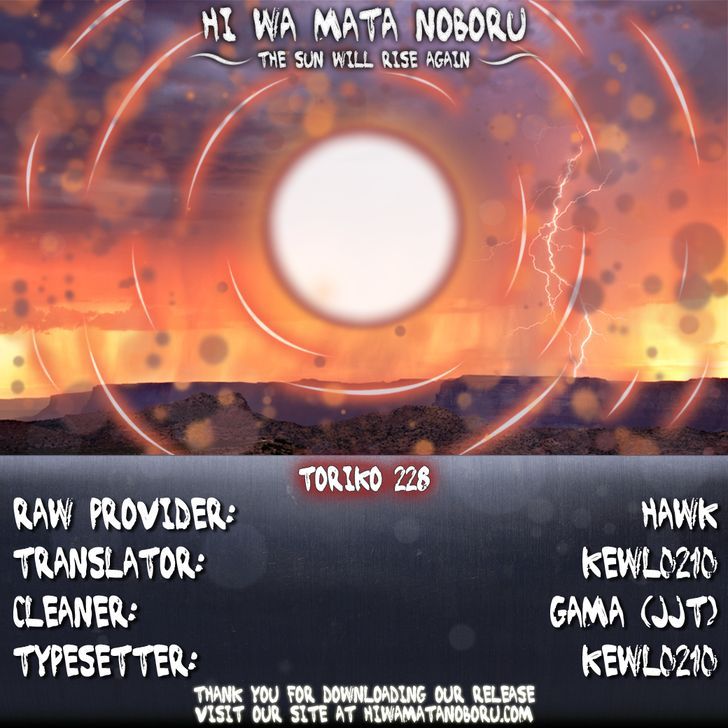 HI WA MATA NOBORU
THE SUN WILL RISE AGAIN
TORIKO 228
RAW PROVIDER: HAWK
TRANSLATOR: KEWL0210
CLEANER: GAMA (JJT)
TYPESETTER: KEWL0210
THANK YOU FOR DOWNLOADING OUR RELEASE
VISIT OUR SITE AT HIWAMATANOBORU.COM